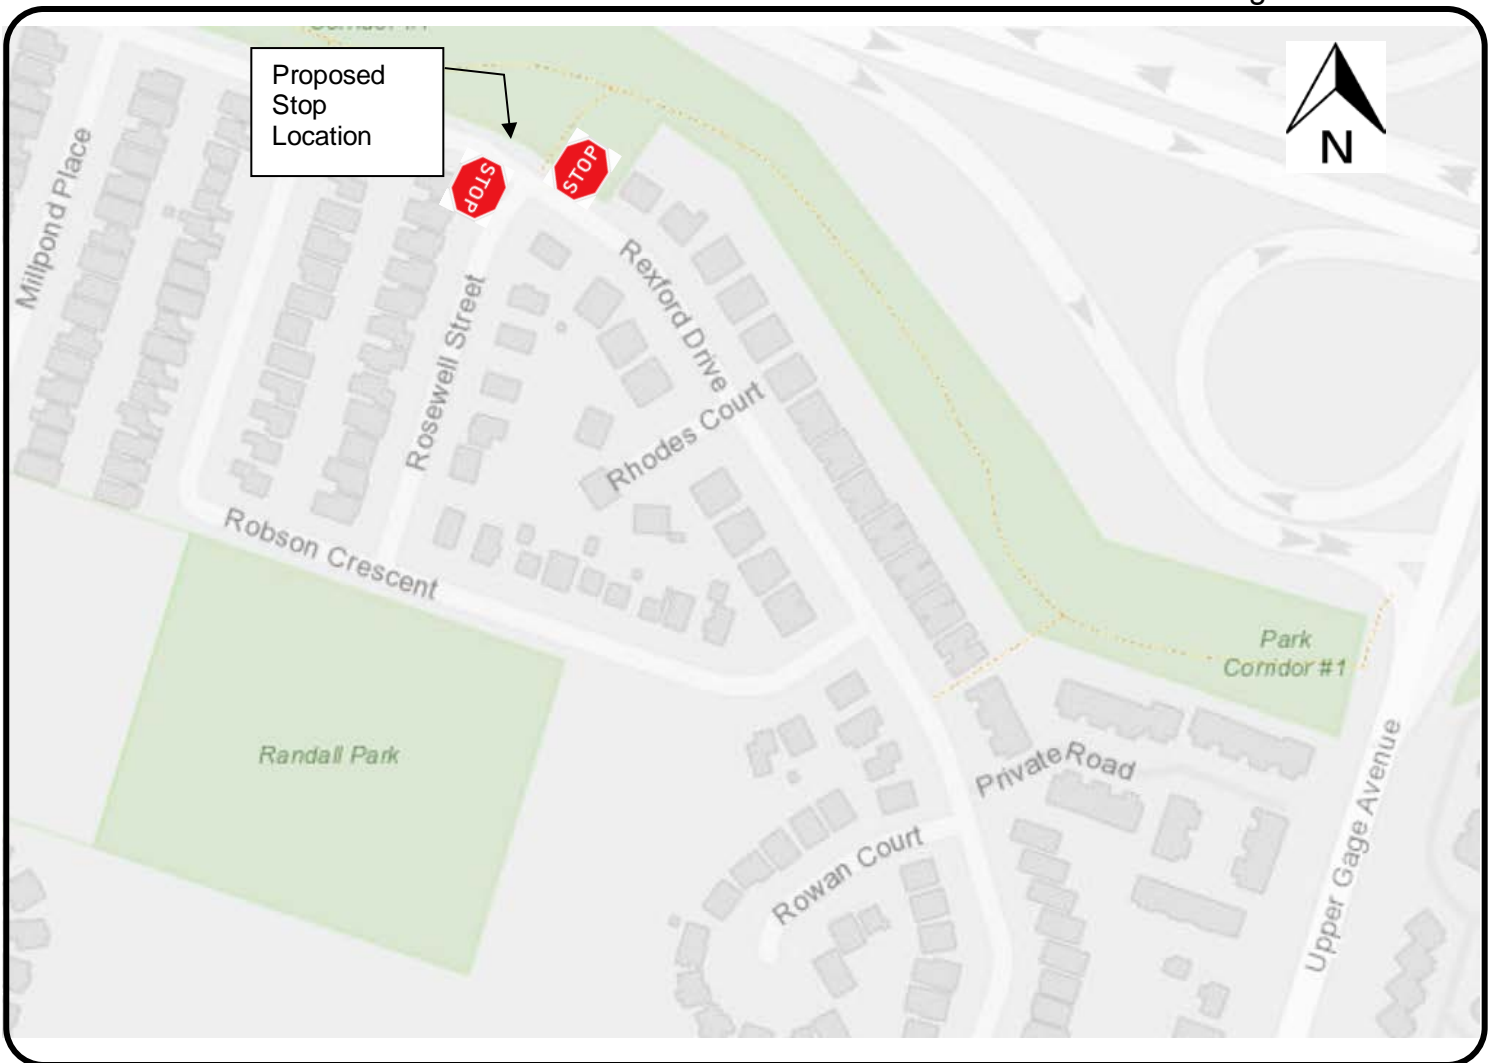 Proposed
Stop
Location
N
STOP
STOP
Millpond Place
Rosewell Street
Rexford Drive
Rhodes Court
Robson Crescent
Park
Corridor #1
Randall Park
Private Road
Rowan Court
Upper Gage Avenue